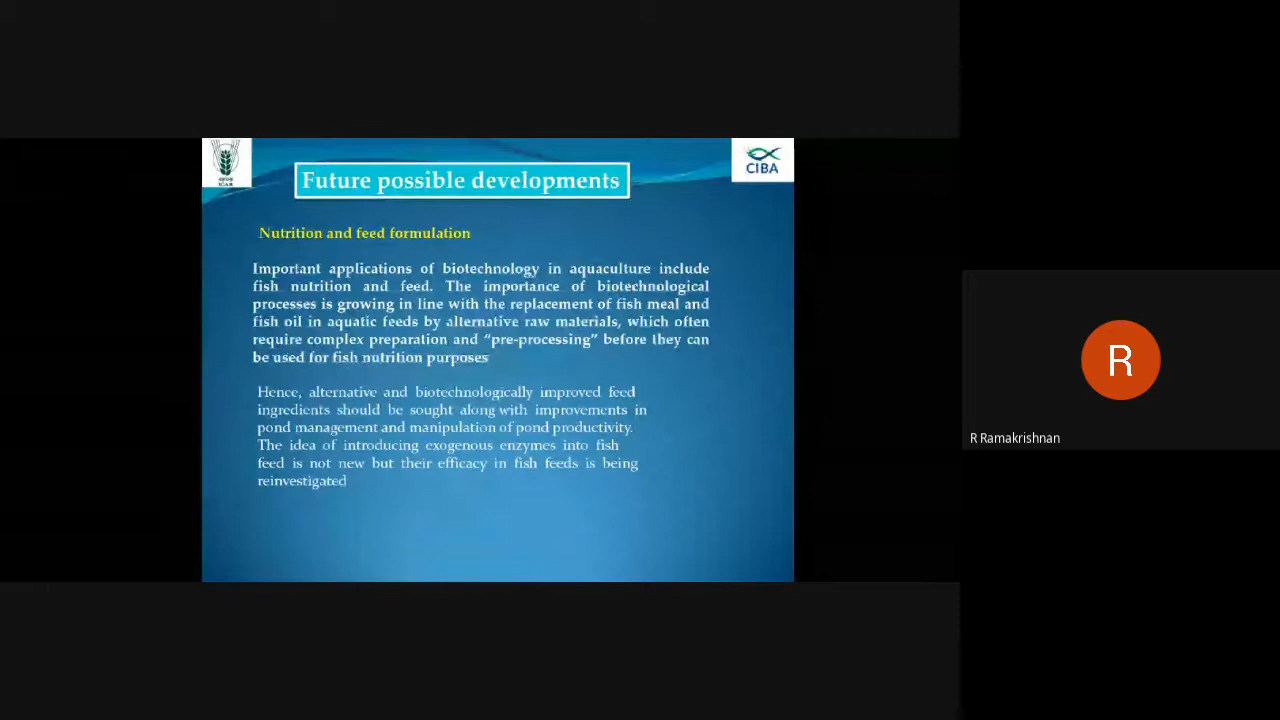 Future possible developments
CIBA
ICAR
Nutrition and feed formulation
Important applications of biotechnology in aquaculture include
fish nutrition and feed. The importance of biotechnological
processes is growing in line with the replacement of fish meal and
fish oil in aquatic feeds by alternative raw materials, which often
require complex preparation and “pre-processing” before they can
be used for fish nutrition purposes
Hence, alternative and biotechnologically improved feed
ingredients should be sought along with improvements in
pond management and manipulation of pond productivity.
The idea of introducing exogenous enzymes into fish
feed is not new but their efficacy in fish feeds is being
reinvestigated
R
R Ramakrishnan